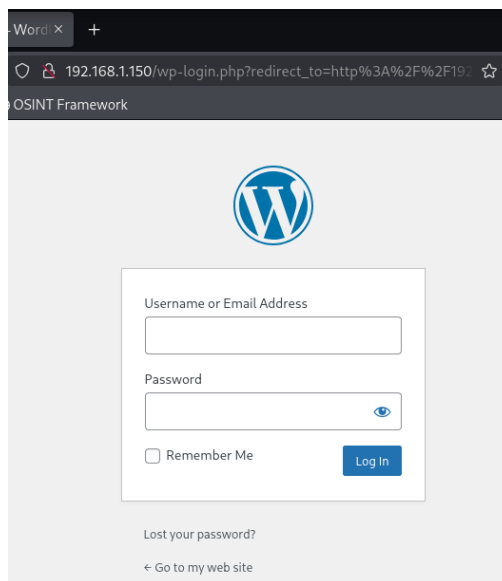 Word
192.168.1.150/wp-login.php?redirect_to=http%3A%2F%2F192
OSINT Framework
Username or Email Address
Password
Remember Me
Log In
Lost your password?
← Go to my web site